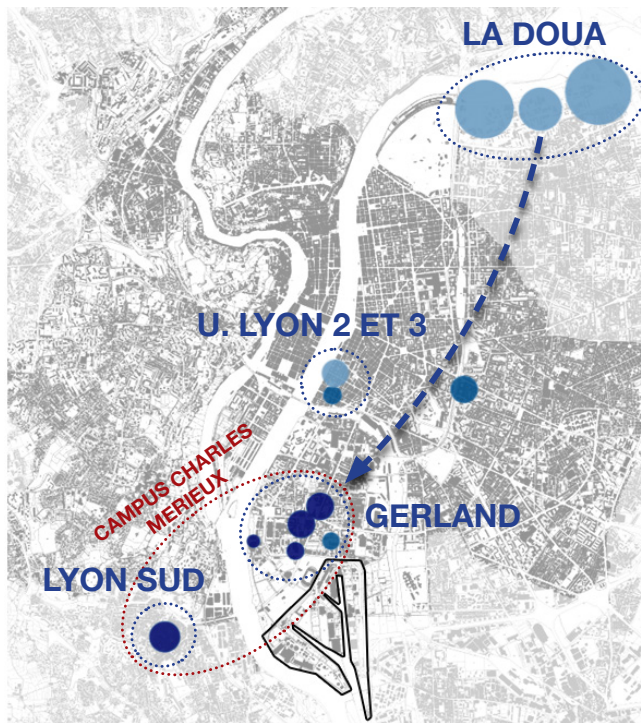 LA DOUA
U. LYON 2 ET 3
CAMPUS CHARLES
MERIEUX
GERLAND
LYON SUD